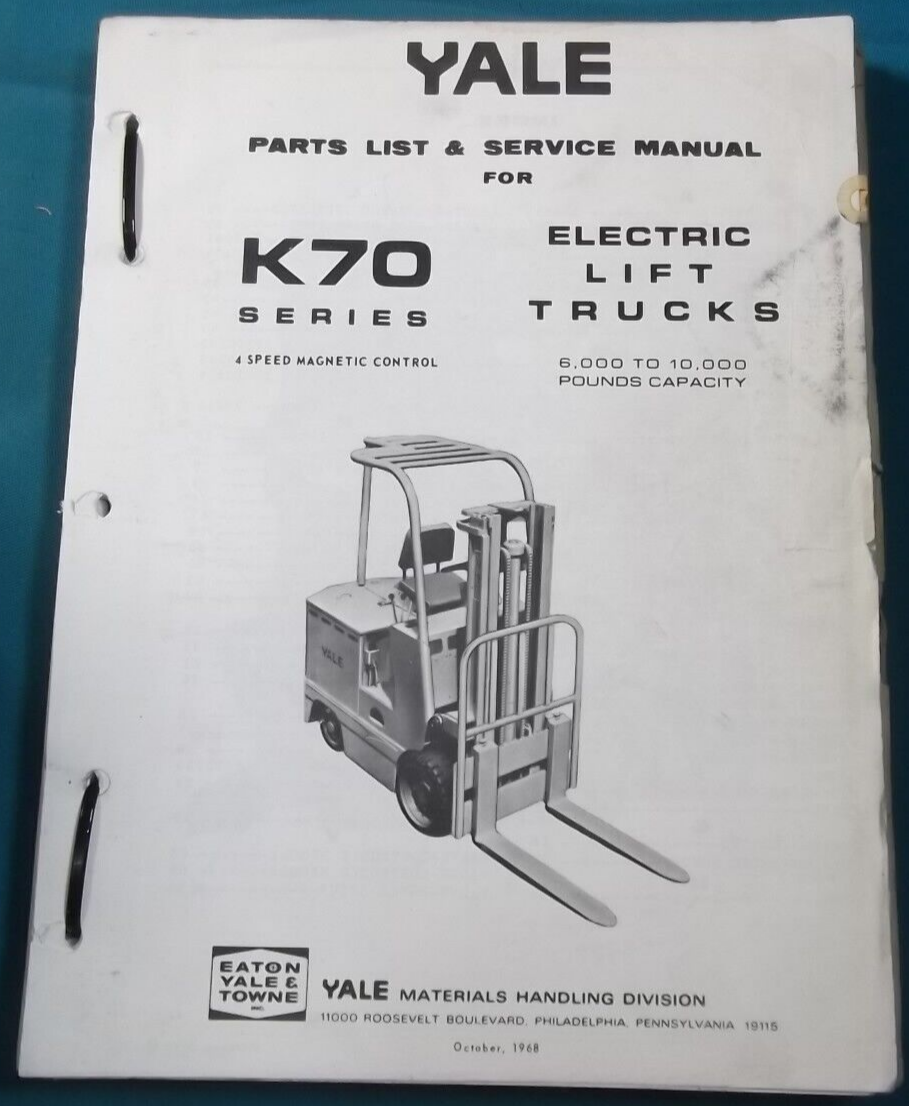 YALE
PARTS LIST & SERVICE MANUAL
FOR
K70
SERIES
4 SPEED MAGNETIC CONTROL
ELECTRIC
LIFT
TRUCKS
6,000 TO 10,000
POUNDS CAPACITY
YALE
EATON
YALE &
TOWNE
INC.
YALE MATERIALS HANDLING DIVISION
11000 ROOSEVELT BOULEVARD, PHILADELPHIA, PENNSYLVANIA 19115
October, 1968